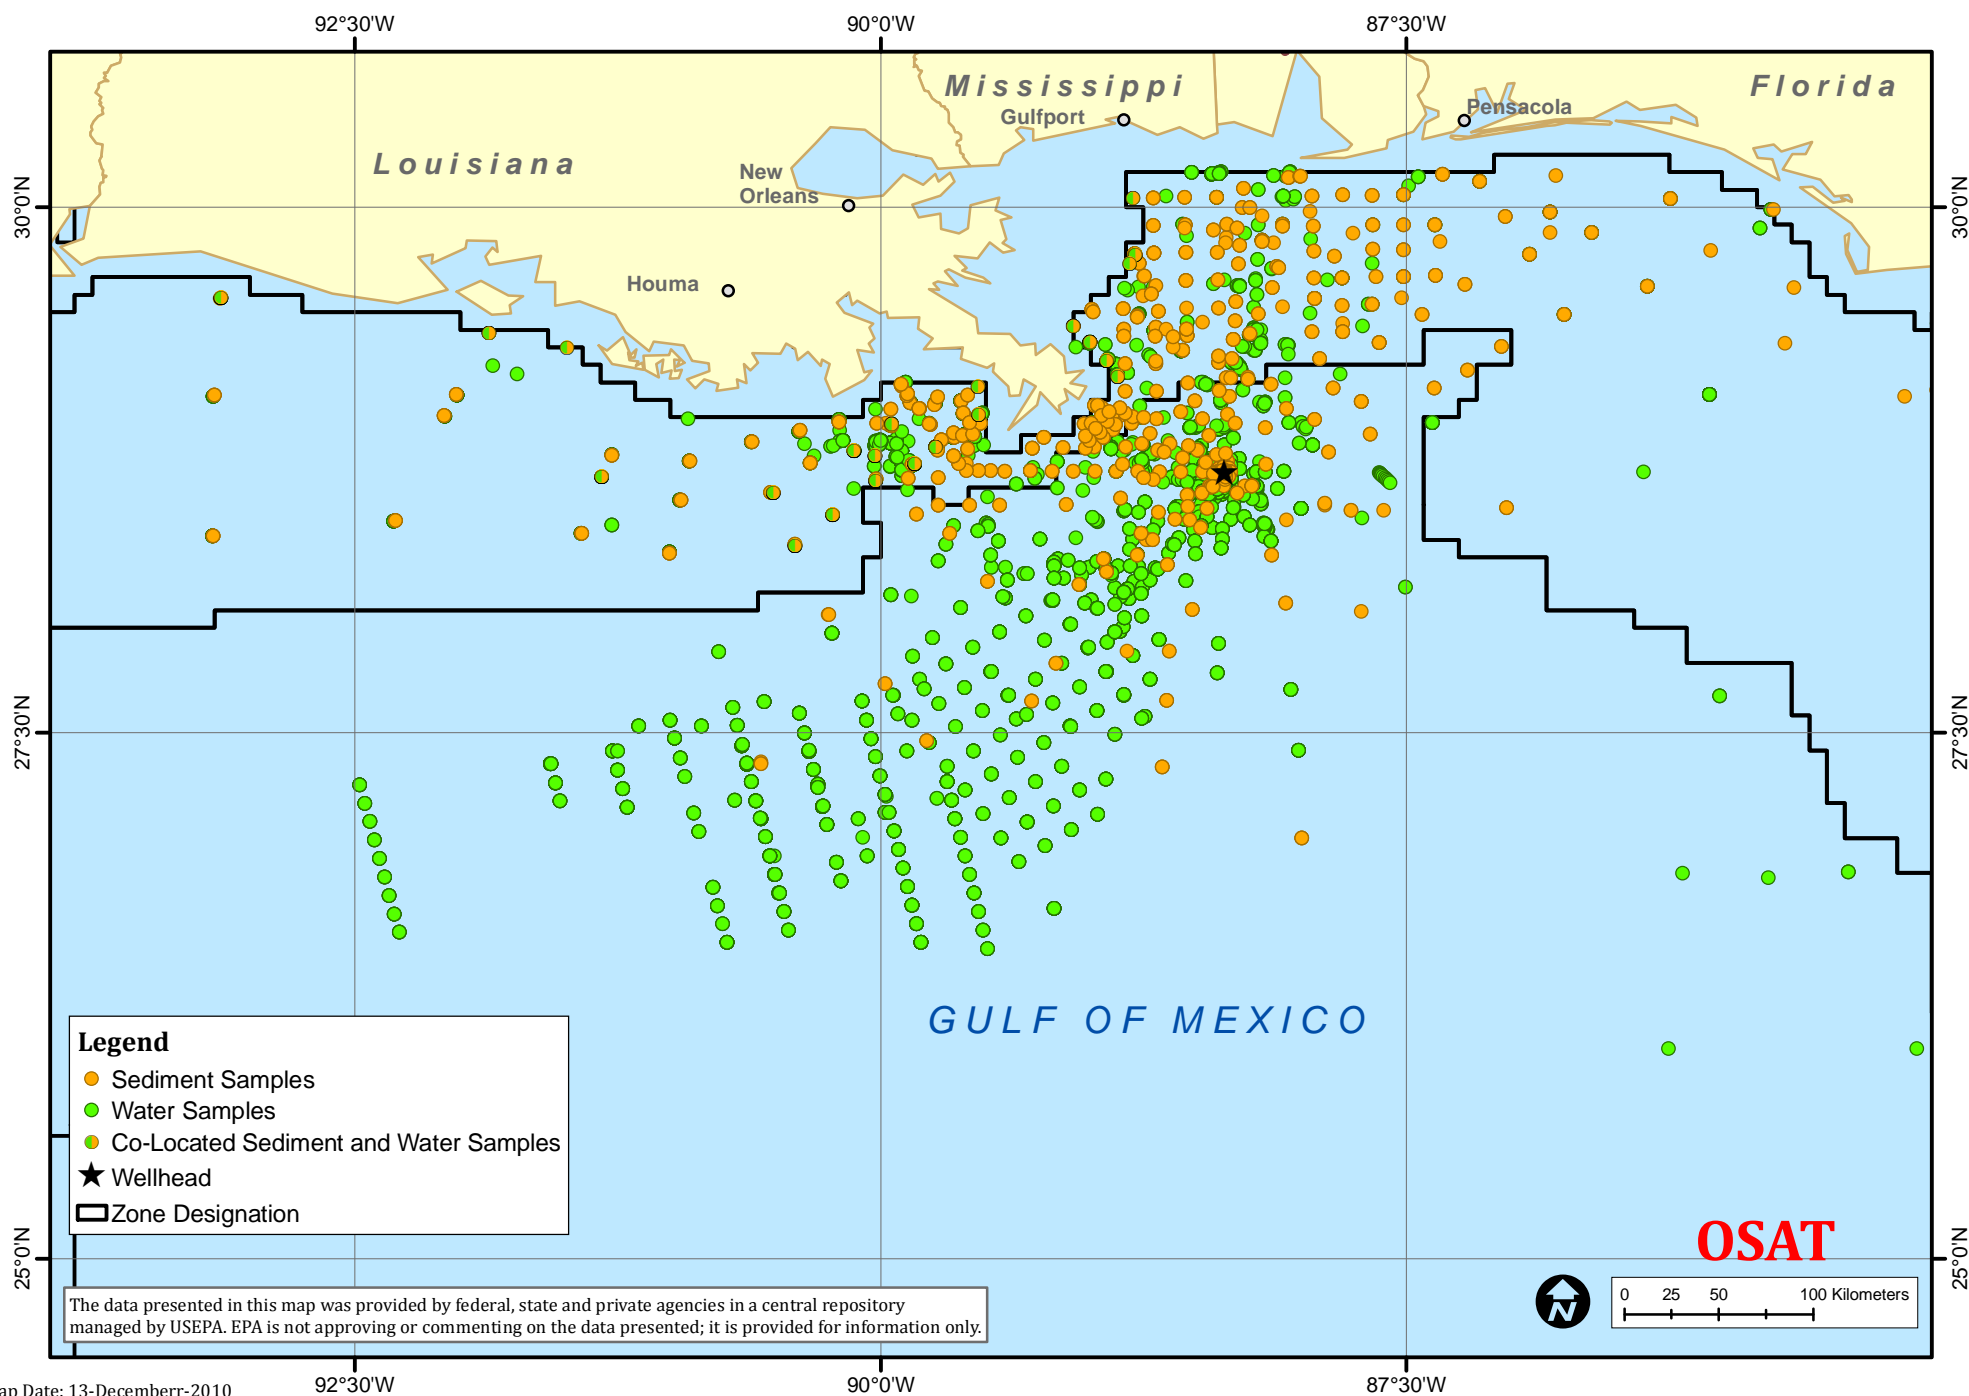 92°30'W
90°0'W
87°30'W
Mississippi
Florida
Gulfport
Pensacola
Louisiana
New
Orleans
30°0'N
30°0'N
Houma
27°30'N
27°30'N
GULF OF MEXICO
Legend
Sediment Samples
Water Samples
Co-Located Sediment and Water Samples
Wellhead
Zone Designation
OSAT
25°0'N
25°0'N
0 25 50 100 Kilometers
N
The data presented in this map was provided by federal, state and private agencies in a central repository
managed by USEPA. EPA is not approving or commenting on the data presented; it is provided for information only.
92°30'W
90°0'W
87°30'W
ap Date: 13-Decemberr-2010